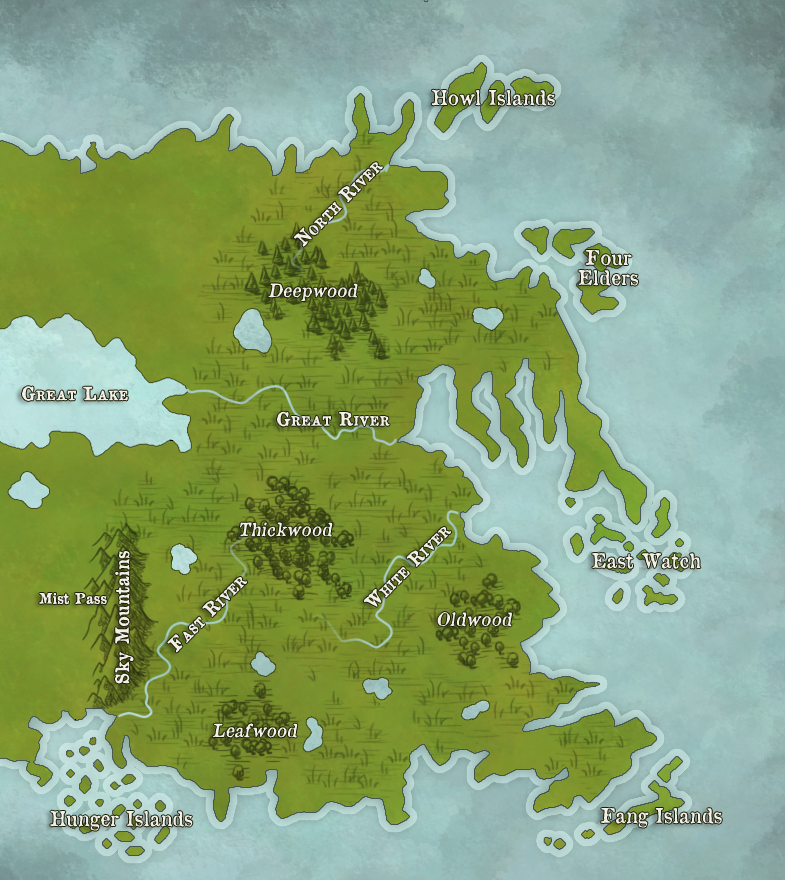 Howl Islands
North River
Four
Elders
Deepwood
Great Lake
Great River
Thickwood
East Watch
White River
Fast River
Mist Pass
Sky Mountains
Oldwood
Leafwood
Hunger Islands
Fang Islands